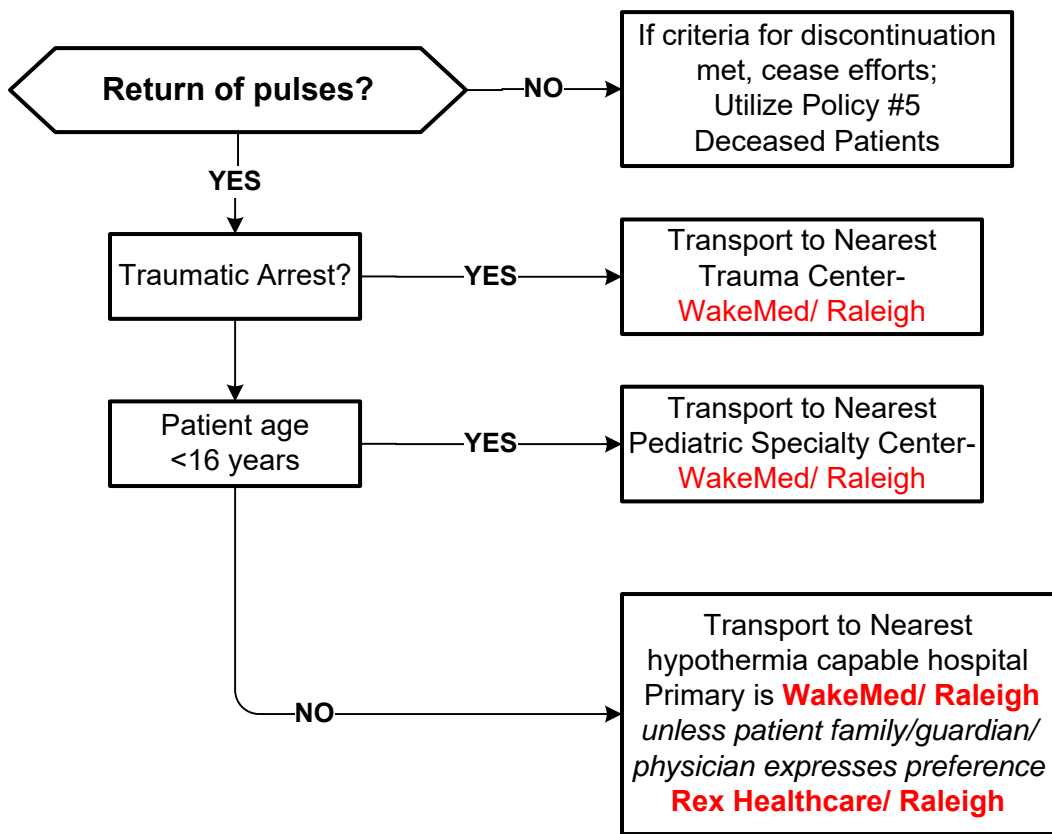 Return of pulses?
NO
If criteria for discontinuation
met, cease efforts;
Utilize Policy #5
Deceased Patients
YES
Traumatic Arrest?
YES
Transport to Nearest
Trauma Center-
WakeMed/ Raleigh
Patient age
<16 years
YES
Transport to Nearest
Pediatric Specialty Center-
WakeMed/ Raleigh
NO
Transport to Nearest
hypothermia capable hospital
Primary is WakeMed/ Raleigh
unless patient family/guardian/
physician expresses preference
Rex Healthcare/ Raleigh